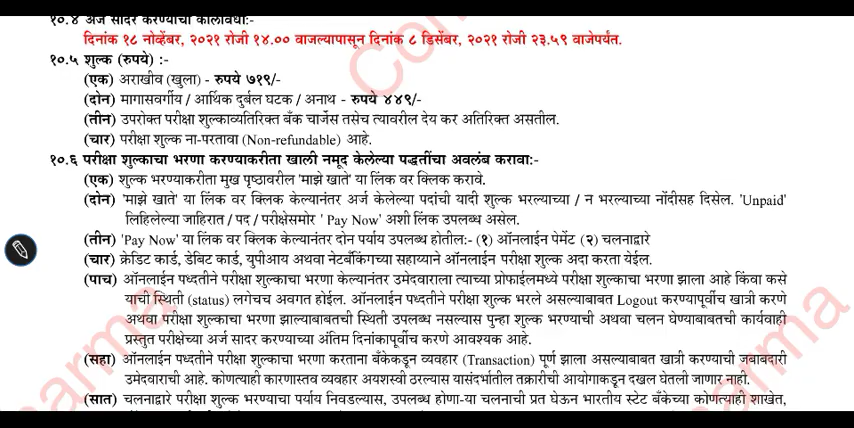 १०.४ अर्ज सादर करण्याचा कालावधी:-
दिनांक १८ नोव्हेंबर, २०२१ रोजी १४.०० वाजल्यापासून दिनांक ८ डिसेंबर, २०२१ रोजी २३.५९ वाजेपर्यंत.
१०.५ शुल्क (रुपये) :-
(एक) अराखीव (खुला) - रुपये ७१९/-
(दोन) मागासवर्गीय / आर्थिक दुर्बल घटक / अनाथ - रुपये ४४९/-
(तीन) उपरोक्त परीक्षा शुल्काव्यतिरिक्त बँक चार्जेस तसेच त्यावरील देय कर अतिरिक्त असतील.
(चार) परीक्षा शुल्क ना-परतावा (Non-refundable) आहे.
१०.६ परीक्षा शुल्काचा भरणा करण्याकरीता खाली नमूद केलेल्या पद्धतींचा अवलंब करावा:-
(एक) शुल्क भरण्याकरीता मुख पृष्ठावरील 'माझे खाते' या लिंक वर क्लिक करावे.
(दोन) 'माझे खाते' या लिंक वर क्लिक केल्यानंतर अर्ज केलेल्या पदांची यादी शुल्क भरल्याच्या / न भरल्याच्या नोंदीसह दिसेल. 'Unpaid'
लिहिलेल्या जाहिरात / पद / परीक्षेसमोर ' Pay Now' अशी लिंक उपलब्ध असेल.
(तीन) 'Pay Now' या लिंक वर क्लिक केल्यानंतर दोन पर्याय उपलब्ध होतील:- (१) ऑनलाईन पेमेंट (२) चलनाद्वारे
(चार) क्रेडिट कार्ड, डेबिट कार्ड, यूपीआय अथवा नेटबँकिंगच्या सहाय्याने ऑनलाईन परीक्षा शुल्क अदा करता येईल.
(पाच) ऑनलाईन पध्दतीने परीक्षा शुल्काचा भरणा केल्यानंतर उमेदवाराला त्याच्या प्रोफाईलमध्ये परीक्षा शुल्काचा भरणा झाला आहे किंवा कसे
याची स्थिती (status) लगेचच अवगत होईल. ऑनलाईन पध्दतीने परीक्षा शुल्क भरले असल्याबाबत Logout करण्यापूर्वीच खात्री करणे
अथवा परीक्षा शुल्काचा भरणा झाल्याबाबतची स्थिती उपलब्ध नसल्यास पुन्हा शुल्क भरण्याची अथवा चलन घेण्याबाबतची कार्यवाही
प्रस्तुत परीक्षेच्या अर्ज सादर करण्याच्या अंतिम दिनांकापूर्वीच करणे आवश्यक आहे.
(सहा) ऑनलाईन पध्दतीने परीक्षा शुल्काचा भरणा करताना बँकेकडून व्यवहार (Transaction) पूर्ण झाला असल्याबाबत खात्री करण्याची जबाबदारी
उमेदवाराची आहे. कोणत्याही कारणास्तव व्यवहार अयशस्वी ठरल्यास यासंदर्भातील तक्रारीची आयोगाकडून दखल घेतली जाणार नाही.
(सात) चलनाद्वारे परीक्षा शुल्क भरण्याचा पर्याय निवडल्यास, उपलब्ध होणा-या चलनाची प्रत घेऊन भारतीय स्टेट बँकेच्या कोणत्याही शाखेत,